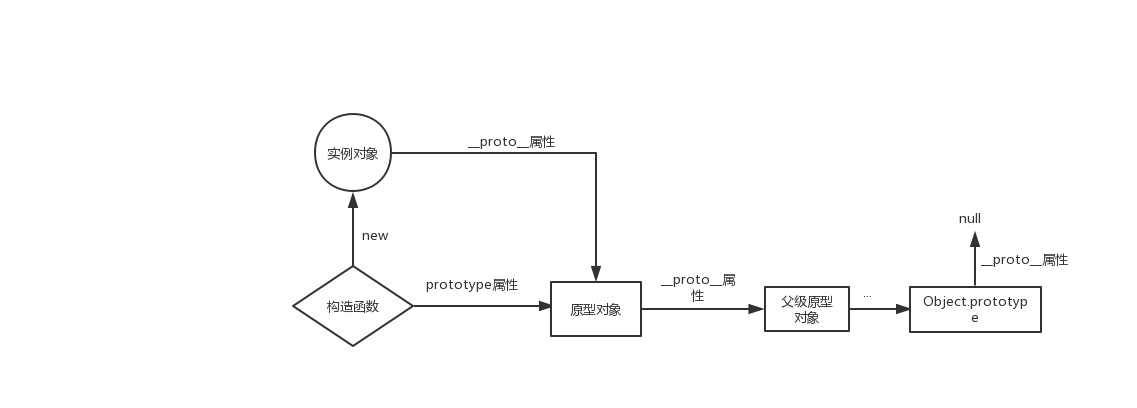 __proto__属性
实例对象
null
new
__proto__属性
prototype属性
__proto__属
性
构造函数
原型对象
父级原型
对象
...
Object.prototyp
e